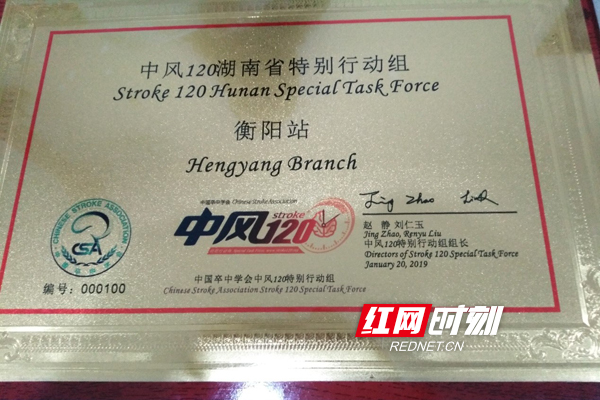 中风120湖南省特别行动组
Stroke 120 Hunan Special Task Force
衡阳站
Hengyang Branch
中国卒中学会 Chinese Stroke Association
中风120
stroke
CHINESE STROKE ASSOCIATION
CSA
编号：000100
Jing Zhao
赵 静 刘仁玉
Jing Zhao, Renyu Liu
中风120特别行动组组长
Directors of Stroke 120 Special Task Force
January 20, 2019
中国卒中学会中风120特别行动组
Chinese Stroke Association Stroke 120 Special Task Force
红网时刻
REDNET.CN